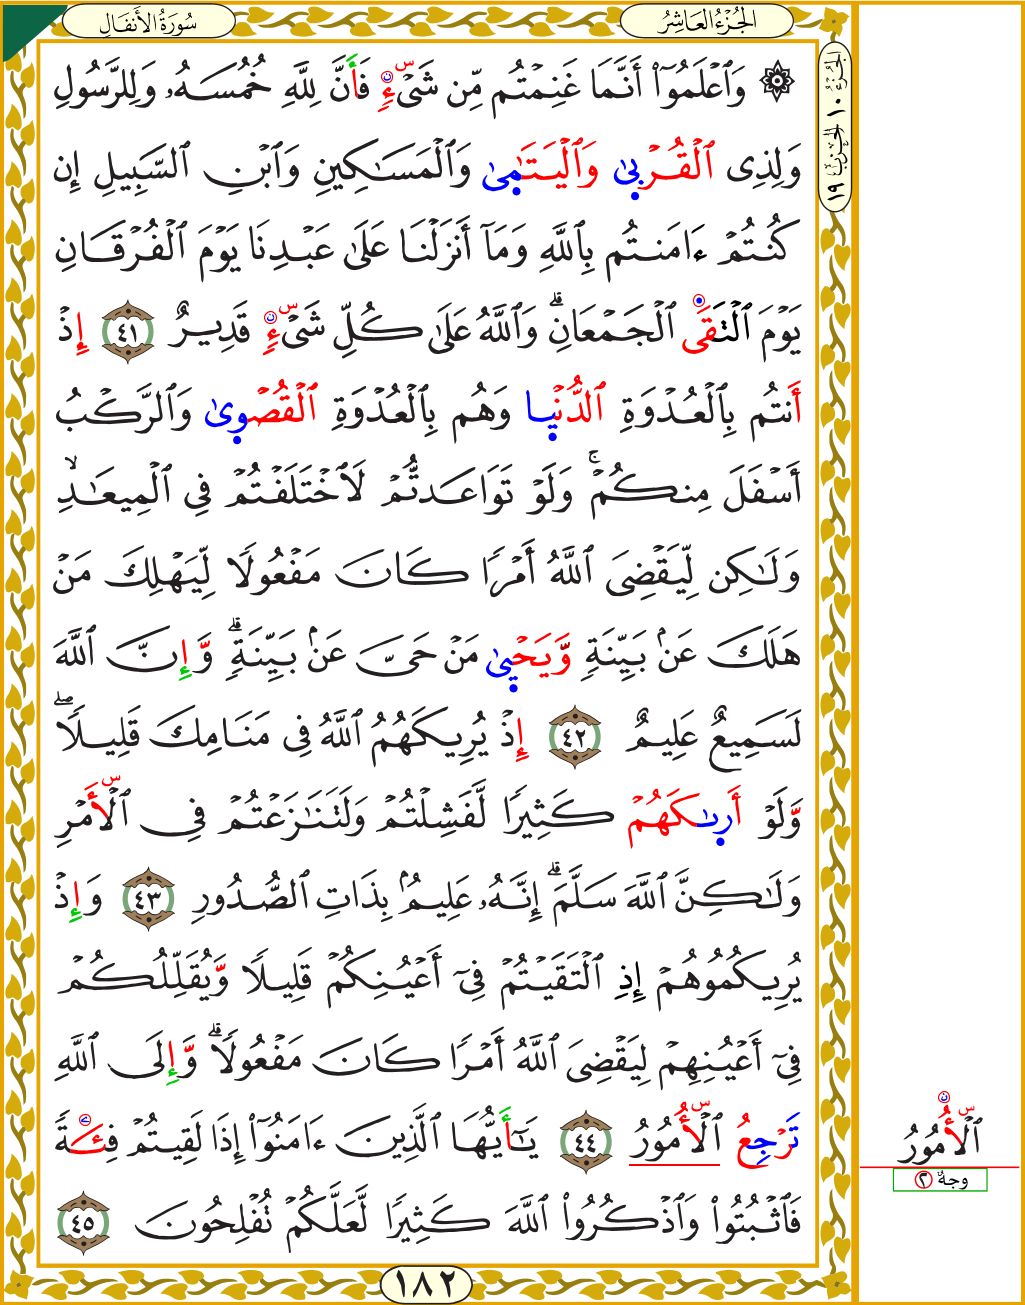 سُورَةُ الأَنفَالِ
الجُزْءُ العَاشِرُ
الجُزْءُ ١٠ الحِزْبُ ١٩
۞ وَٱعْلَمُوٓا۟ أَنَّمَا غَنِمْتُم مِّن شَىْءٍۢ فَأَنَّ لِلَّهِ خُمُسَهُۥ وَلِلرَّسُولِ
وَلِذِى ٱلْقُرْبَىٰ وَٱلْيَتَـٰمَىٰ وَٱلْمَسَـٰكِينِ وَٱبْنِ ٱلسَّبِيلِ إِن
كُنتُمْ ءَامَنتُم بِٱللَّهِ وَمَآ أَنزَلْنَا عَلَىٰ عَبْدِنَا يَوْمَ ٱلْفُرْقَانِ
يَوْمَ ٱلْتَقَى ٱلْجَمْعَانِ ۗ وَٱللَّهُ عَلَىٰ كُلِّ شَىْءٍۢ قَدِيرٌ ٤١ إِذْ
أَنتُم بِٱلْعُدْوَةِ ٱلدُّنْيَا وَهُم بِٱلْعُدْوَةِ ٱلْقُصْوَىٰ وَٱلرَّكْبُ
أَسْفَلَ مِنكُمْ ۚ وَلَوْ تَوَاعَدتُّمْ لَٱخْتَلَفْتُمْ فِى ٱلْمِيعَـٰدِ ۙ
وَلَـٰكِن لِّيَقْضِىَ ٱللَّهُ أَمْرًا كَانَ مَفْعُولًا لِّيَهْلِكَ مَنْ
هَلَكَ عَنۢ بَيِّنَةٍ وَيَحْيَىٰ مَنْ حَىَّ عَنۢ بَيِّنَةٍ ۗ وَإِنَّ ٱللَّهَ
لَسَمِيعٌ عَلِيمٌ ٤٢ إِذْ يُرِيكَهُمُ ٱللَّهُ فِى مَنَامِكَ قَلِيلًا ۖ
وَلَوْ أَرَىٰكَهُمْ كَثِيرًا لَّفَشِلْتُمْ وَلَتَنَـٰزَعْتُمْ فِى ٱلْأَمْرِ
وَلَـٰكِنَّ ٱللَّهَ سَلَّمَ ۗ إِنَّهُۥ عَلِيمٌۢ بِذَاتِ ٱلصُّدُورِ ٤٣ وَإِذْ
يُرِيكُمُوهُمْ إِذِ ٱلْتَقَيْتُمْ فِىٓ أَعْيُنِكُمْ قَلِيلًا وَيُقَلِّلُكُمْ
فِىٓ أَعْيُنِهِمْ لِيَقْضِىَ ٱللَّهُ أَمْرًا كَانَ مَفْعُولًا ۗ وَإِلَى ٱللَّهِ
تَرْجِعُ ٱلْأُمُورُ ٤٤ يَـٰٓأَيُّهَا ٱلَّذِينَ ءَامَنُوٓا۟ إِذَا لَقِيتُمْ فِئَةً
فَٱثْبُتُوا۟ وَٱذْكُرُوا۟ ٱللَّهَ كَثِيرًا لَّعَلَّكُمْ تُفْلِحُونَ ٤٥
ٱلْأُمُورُ
وجهٌ ٢
١٨٢